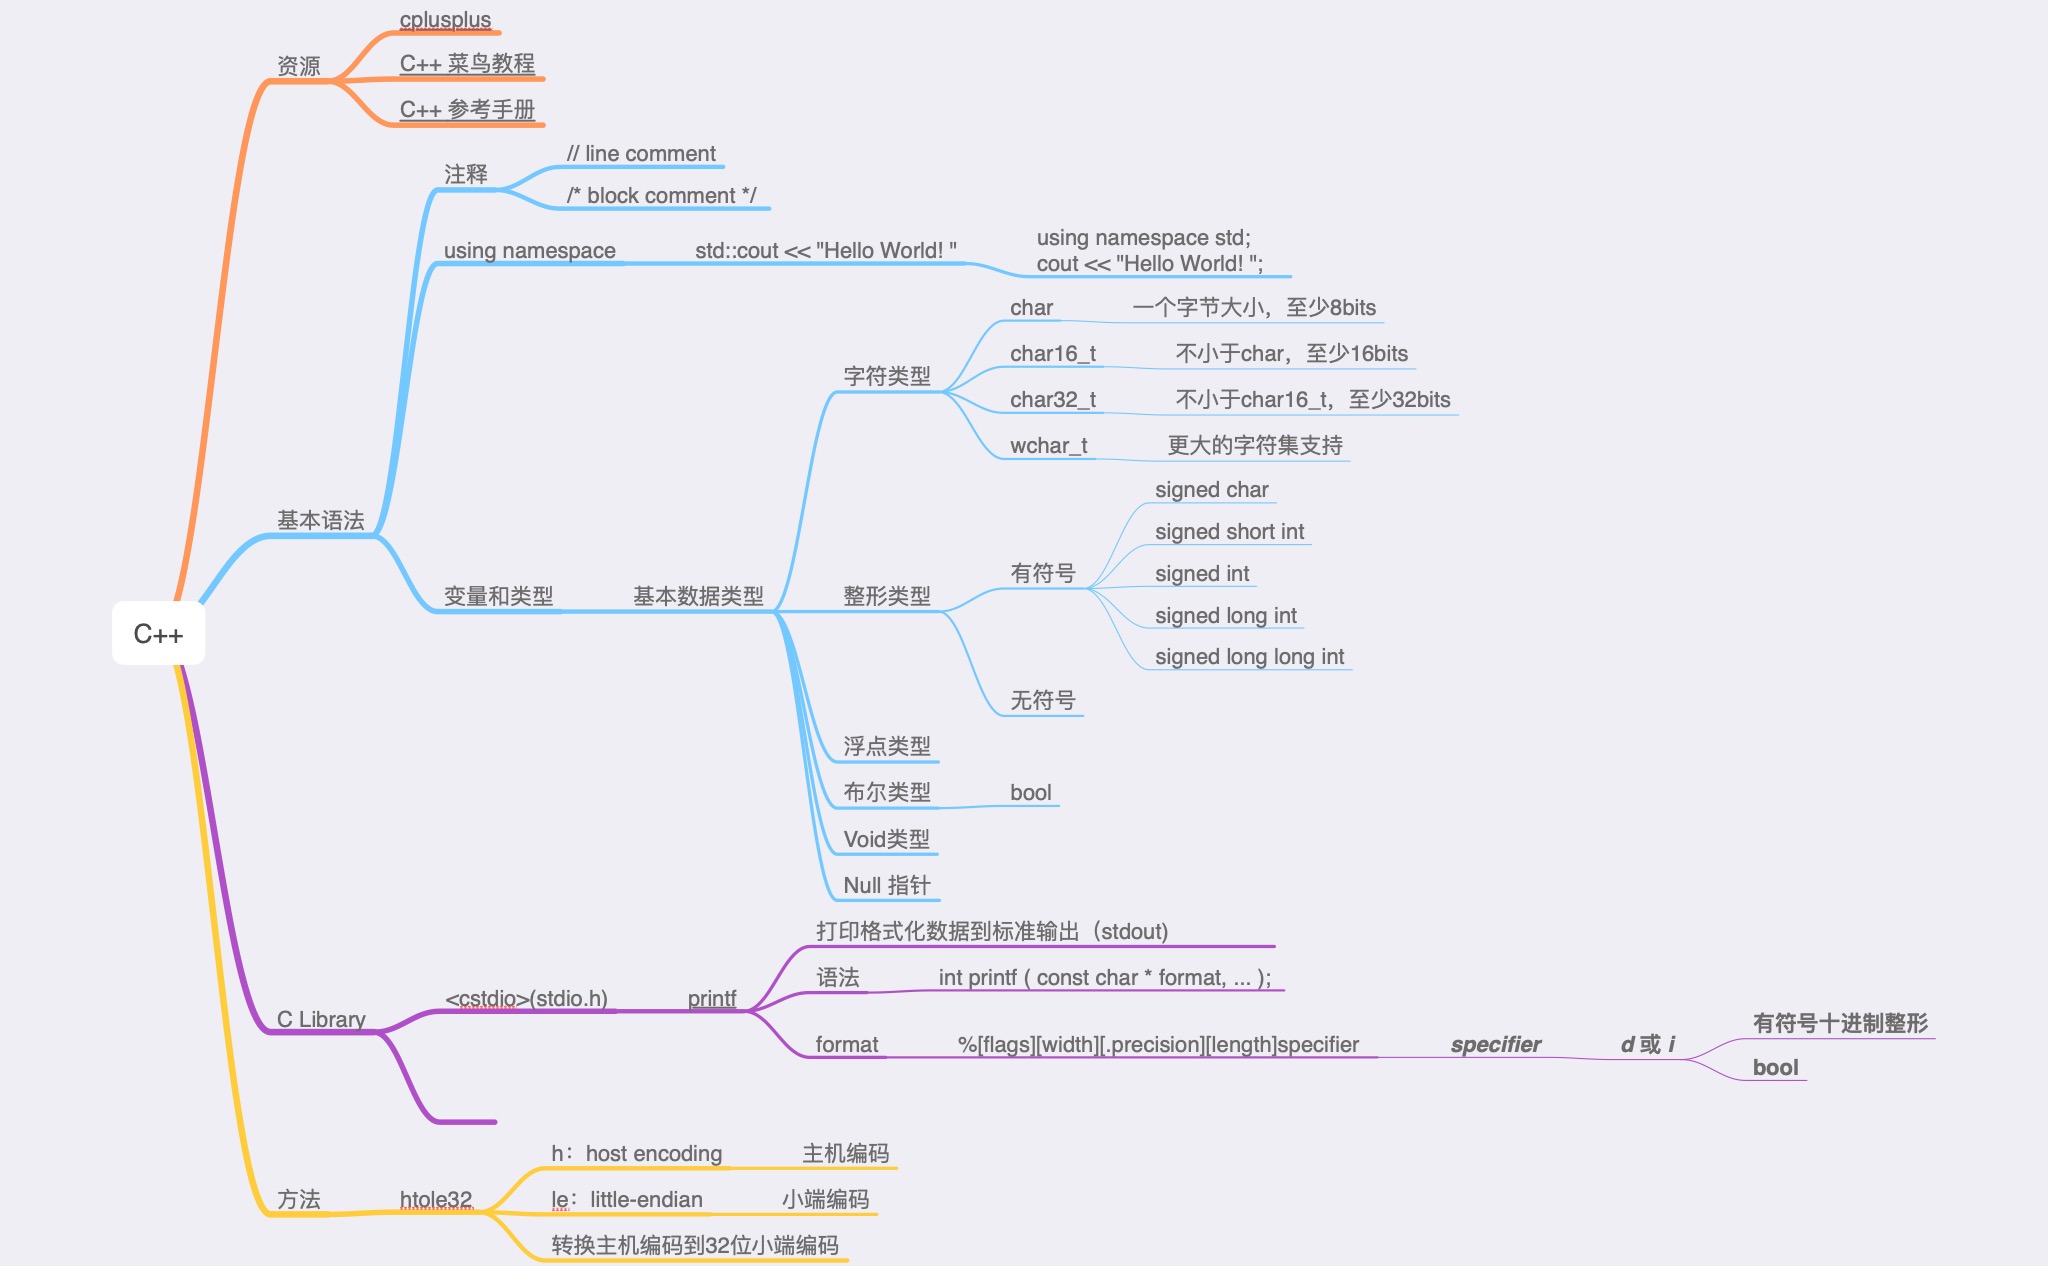 C++
资源
cplusplus
C++ 菜鸟教程
C++ 参考手册
基本语法
注释
// line comment
/* block comment */
using namespace
std::cout << "Hello World! "
using namespace std;
cout << "Hello World! ";
变量和类型
基本数据类型
字符类型
char
一个字节大小，至少8bits
char16_t
不小于char，至少16bits
char32_t
不小于char16_t，至少32bits
wchar_t
更大的字符集支持
整形类型
有符号
signed char
signed short int
signed int
signed long int
signed long long int
无符号
浮点类型
布尔类型
bool
Void类型
Null 指针
C Library
<cstdio>(stdio.h)
printf
打印格式化数据到标准输出（stdout)
语法
int printf ( const char * format, ... );
format
%[flags][width][.precision][length]specifier
specifier
d 或 i
有符号十进制整形
bool
方法
htole32
h：host encoding
主机编码
le：little-endian
小端编码
转换主机编码到32位小端编码